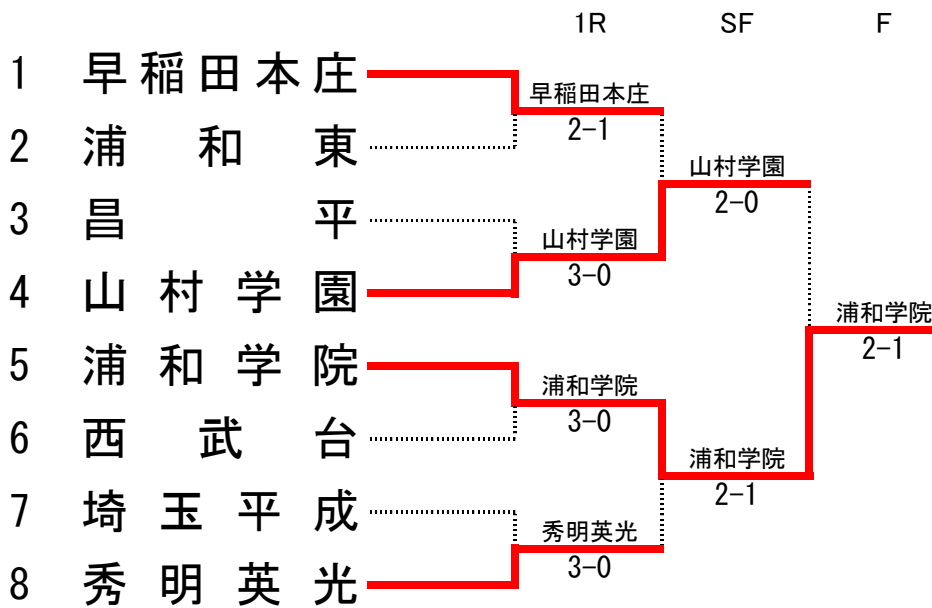 1R SF F
1 早稲田本庄
早稲田本庄
2-1
2 浦和東
山村学園
2-0
3 昌平
山村学園
3-0
4 山村学園
浦和学院
2-1
5 浦和学院
浦和学院
3-0
6 西武台
浦和学院
2-1
7 埼玉平成
秀明英光
3-0
8 秀明英光